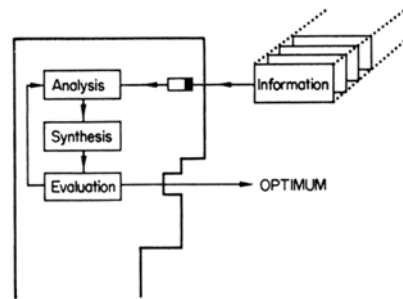 Analysis
Information
Synthesis
Evaluation
OPTIMUM